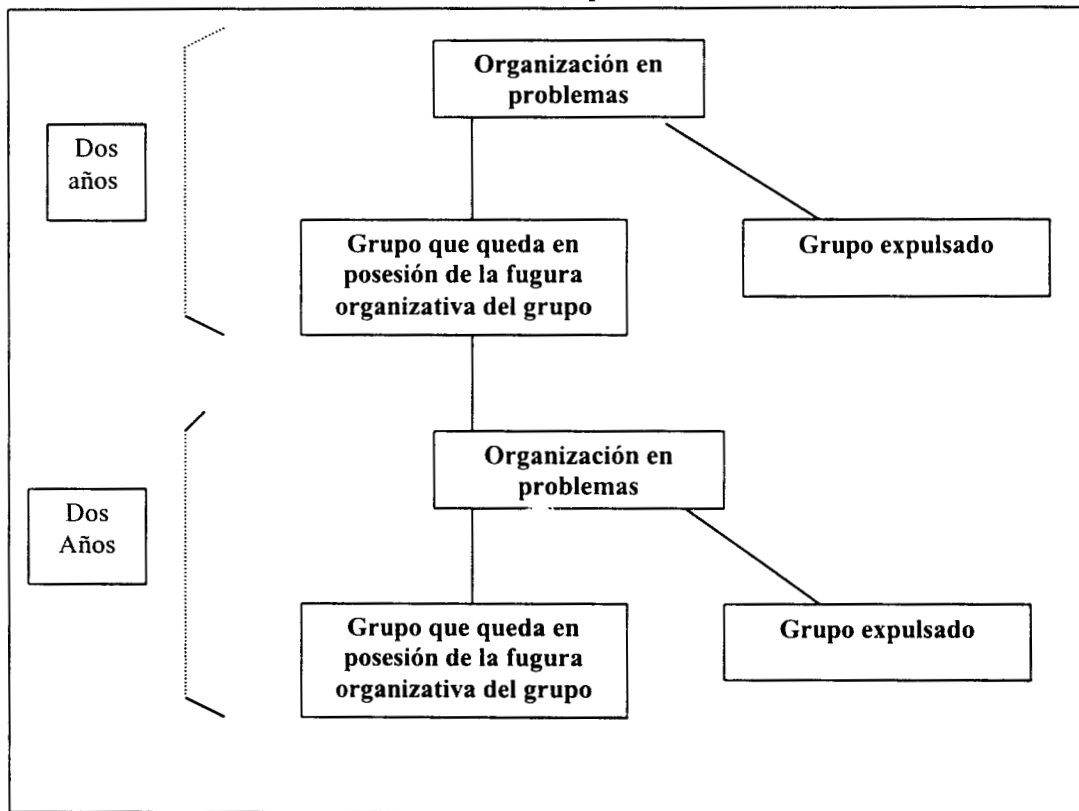 Organización en
problemas
Dos
años
Grupo que queda en
posesión de la fugura
organizativa del grupo
Grupo expulsado
Organización en
problemas
Dos
Años
Grupo que queda en
posesión de la fugura
organizativa del grupo
Grupo expulsado